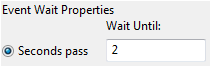 Event Wait Properties
Wait Until:
Seconds pass 2